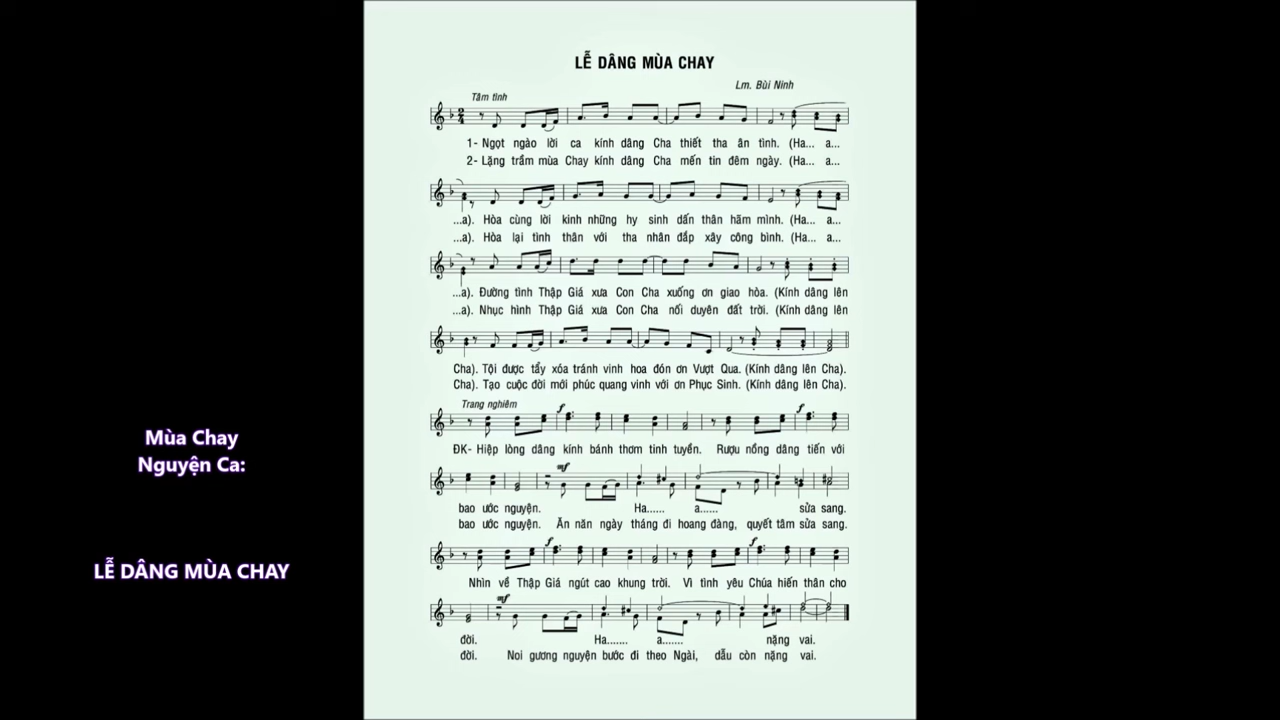 LỄ DÂNG MÙA CHAY
Lm. Bùi Ninh
Tâm tình
1- Ngọt ngào lời ca kính dâng Cha thiết tha ân tình. (Ha... a...
2- Lặng trầm mùa Chay kính dâng Cha mến tin đêm ngày. (Ha... a...
...a). Hòa cùng lời kinh những hy sinh dấn thân hãm mình. (Ha... a...
...a). Hòa lại tình thân với tha nhân đắp xây công bình. (Ha... a...
...a). Đường tình Thập Giá xưa Con Cha xuống ơn giao hòa. (Kính dâng lên
...a). Nhục hình Thập Giá xưa Con Cha nối duyên đất trời. (Kính dâng lên
Cha). Tội được tẩy xóa tránh vinh hoa đón ơn Vượt Qua. (Kính dâng lên Cha).
Cha). Tạo cuộc đời mới phúc quang vinh với ơn Phục Sinh. (Kính dâng lên Cha).
Trang nghiêm
f
f
ĐK- Hiệp lòng dâng kính bánh thơm tinh tuyền. Rượu nồng dâng tiến với
mf
bao ước nguyện. Ha...... a...... sửa sang.
bao ước nguyện. Ăn năn ngày tháng đi hoang đàng, quyết tâm sửa sang.
f
f
Nhìn về Thập Giá ngút cao khung trời. Vì tình yêu Chúa hiến thân cho
mf
đời. Ha....... a....... nặng vai.
đời. Noi gương nguyện bước đi theo Ngài, dẫu còn nặng vai.
Mùa Chay
Nguyện Ca:
LỄ DÂNG MÙA CHAY